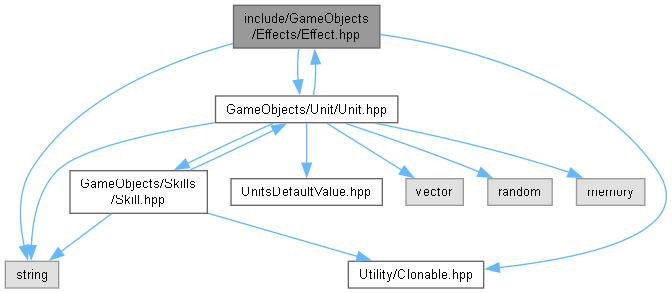 include/GameObjects
/Effects/Effect.hpp
GameObjects/Unit/Unit.hpp
GameObjects/Skills
/Skill.hpp
UnitsDefaultValue.hpp
vector
random
memory
string
Utility/Clonable.hpp